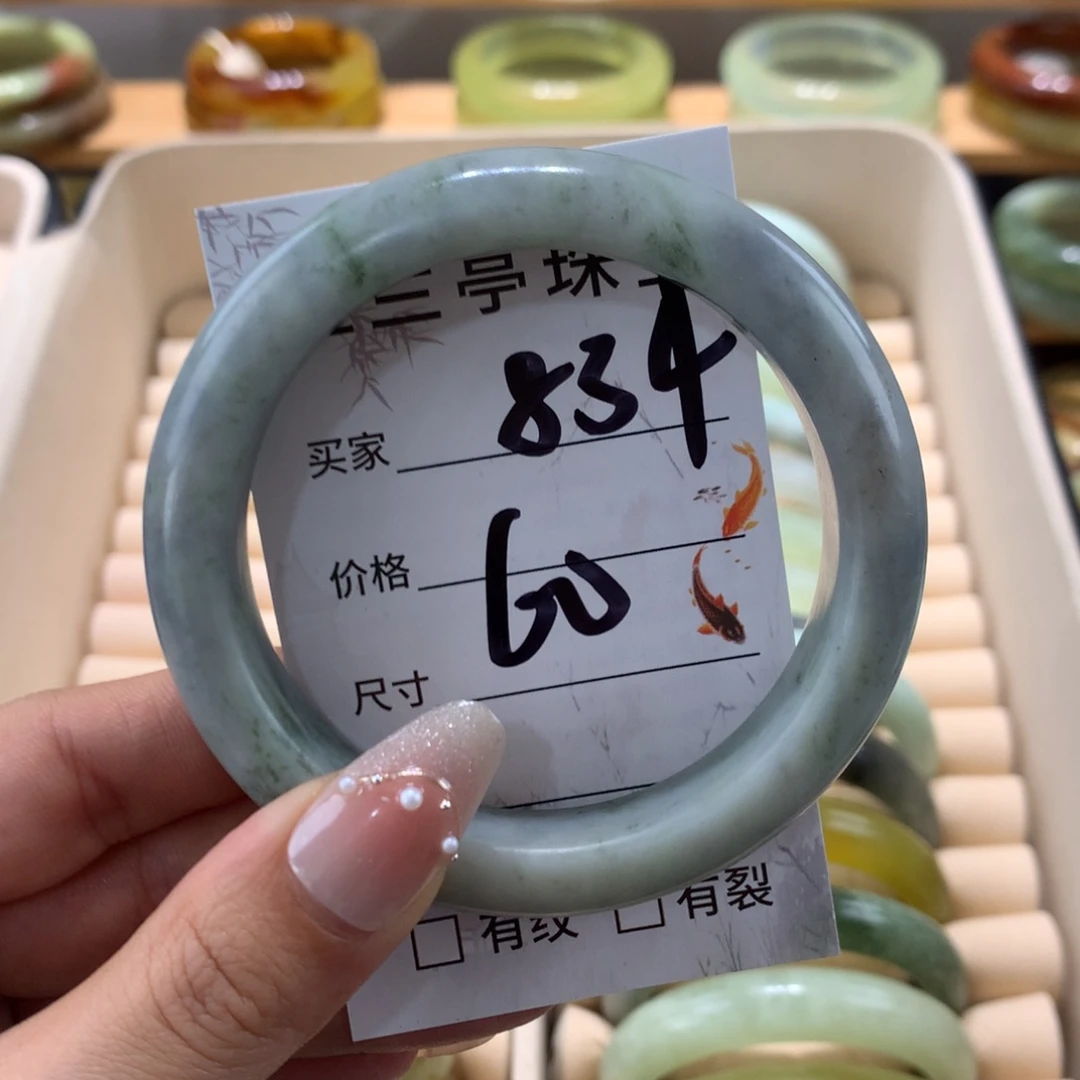 三亭珠
买家 834
价格 60
尺寸
有纹 有裂